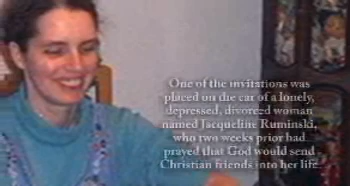 One of the invitations was
placed on the car of a lonely,
depressed, divorced woman
named Jacqueline Ruminski,
who two weeks prior had
prayed that God would send
Christian friends into her life.